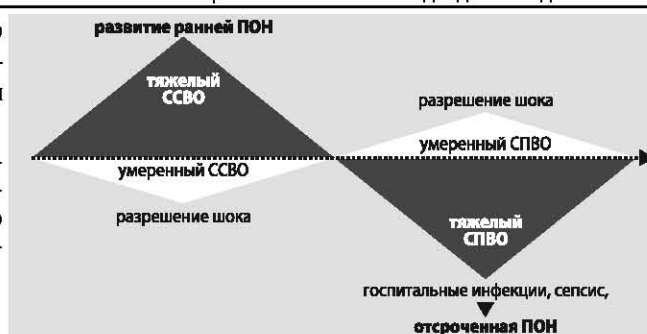 развитие ранней ПОН
тяжелый
ССВО
разрешение шока
умеренный СПВО
умеренный ССВО
разрешение шока
тяжелый
СПВО
госпитальные инфекции, сепсис,
отсроченная ПОН